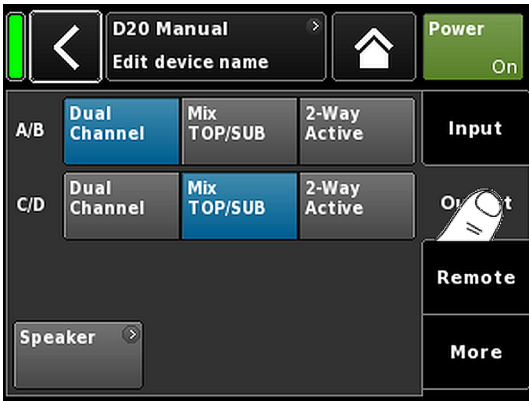 D20 Manual
Edit device name
Power
On
A/B
Dual
Channel
Mix
TOP/SUB
2-Way
Active
Input
C/D
Dual
Channel
Mix
TOP/SUB
2-Way
Active
Remote
Speaker
More